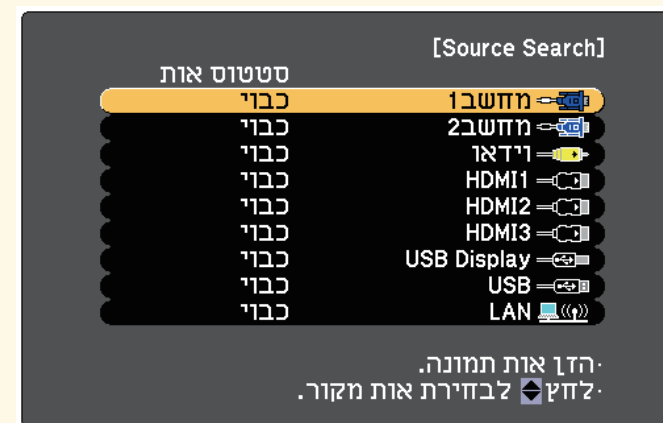 [Source Search]
סטטוס אות
מחשב1 כבוי
מחשב2 כבוי
וידאו כבוי
HDMI1 כבוי
HDMI2 כבוי
HDMI3 כבוי
USB Display כבוי
USB כבוי
LAN כבוי
·הזן אות תמונה.
·לחץ לבחירת אות מקור.